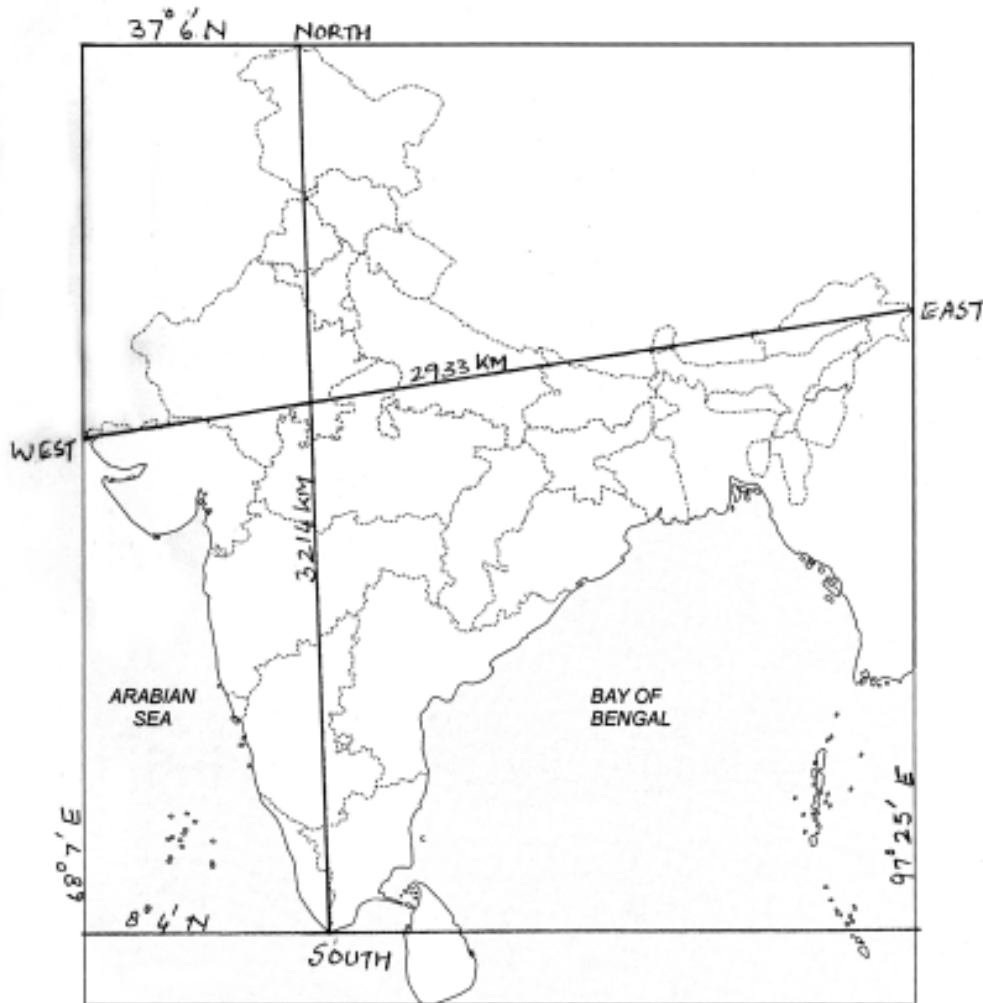 37° 6' N
NORTH
EAST
2933 KM
WEST
3214 KM
ARABIAN
SEA
BAY OF
BENGAL
68° 7' E
97° 25' E
8° 4' N
SOUTH